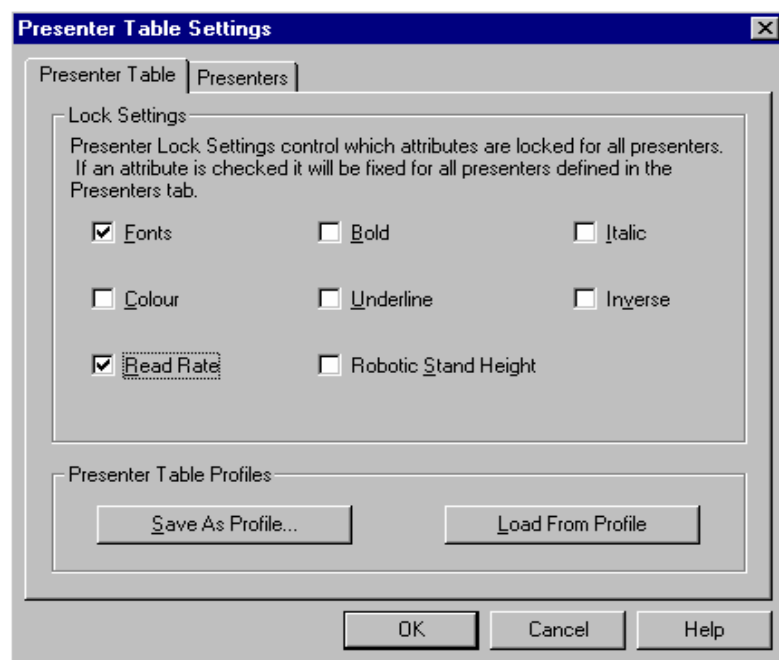 Presenter Table Settings
Presenter Table Presenters
Lock Settings
Presenter Lock Settings control which attributes are locked for all presenters.
If an attribute is checked it will be fixed for all presenters defined in the
Presenters tab.
Fonts Bold Italic
Colour Underline Inverse
Read Rate Robotic Stand Height
Presenter Table Profiles
Save As Profile... Load From Profile
OK Cancel Help